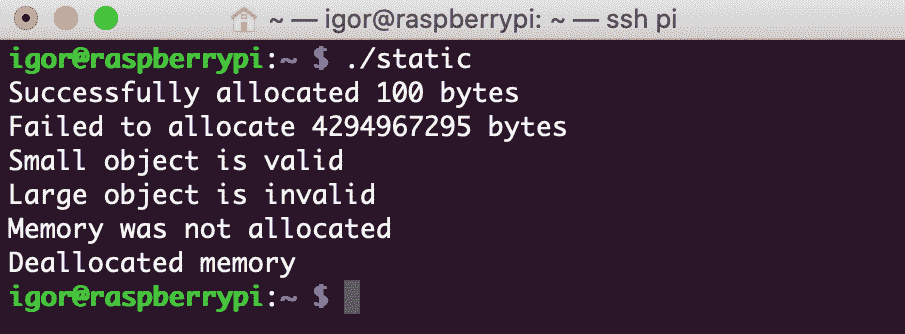 ~ — igor@raspberrypi: ~ — ssh pi
igor@raspberrypi:~ $ ./static
Successfully allocated 100 bytes
Failed to allocate 4294967295 bytes
Small object is valid
Large object is invalid
Memory was not allocated
Deallocated memory
igor@raspberrypi:~ $